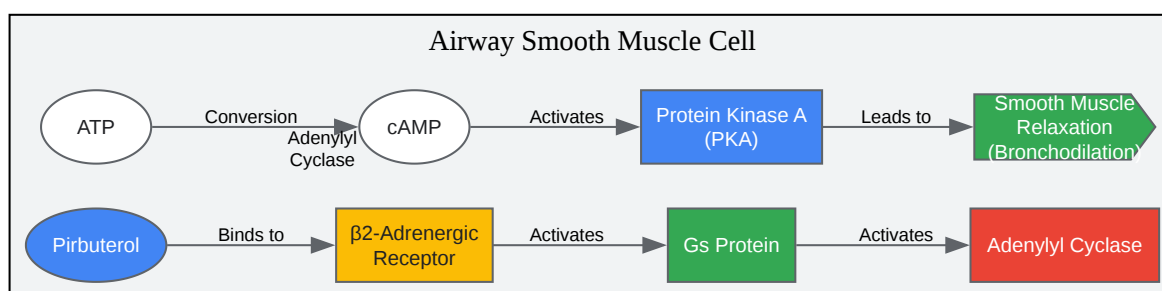 Airway Smooth Muscle Cell
ATP
Conversion
Adenylyl
Cyclase
cAMP
Activates
Protein Kinase A
(PKA)
Leads to
Smooth Muscle
Relaxation
(Bronchodilation)
Pirbuterol
Binds to
β2-Adrenergic
Receptor
Activates
Gs Protein
Activates
Adenylyl Cyclase